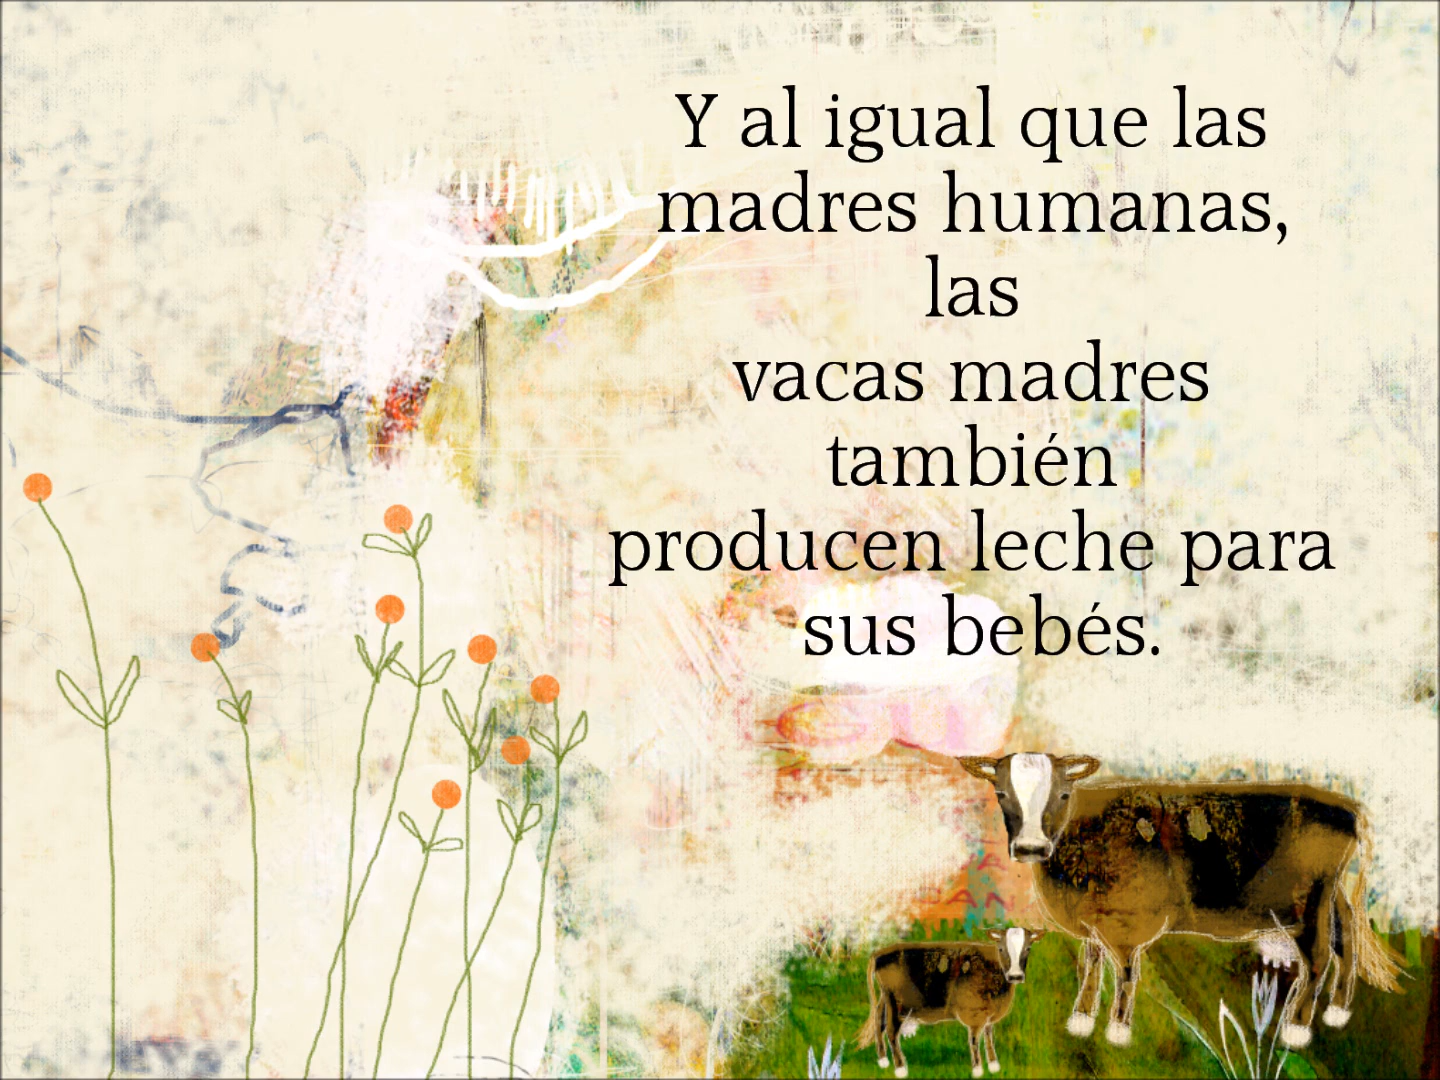 Y al igual que las
madres humanas,
las
vacas madres
también
producen leche para
sus bebés.